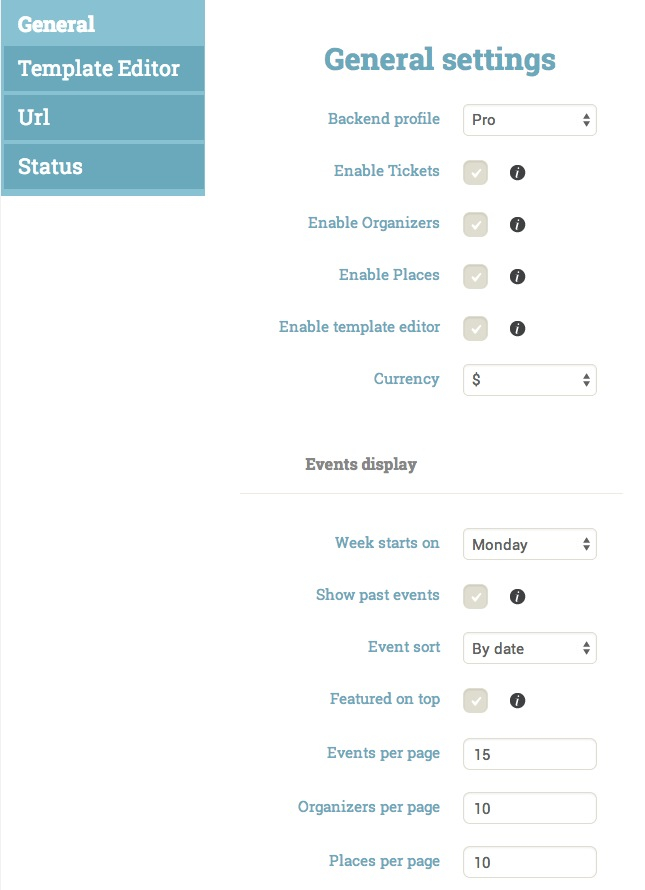 General
Template Editor
Url
Status
General settings
Backend profile Pro
Enable Tickets
Enable Organizers
Enable Places
Enable template editor
Currency $
Events display
Week starts on Monday
Show past events
Event sort By date
Featured on top
Events per page 15
Organizers per page 10
Places per page 10